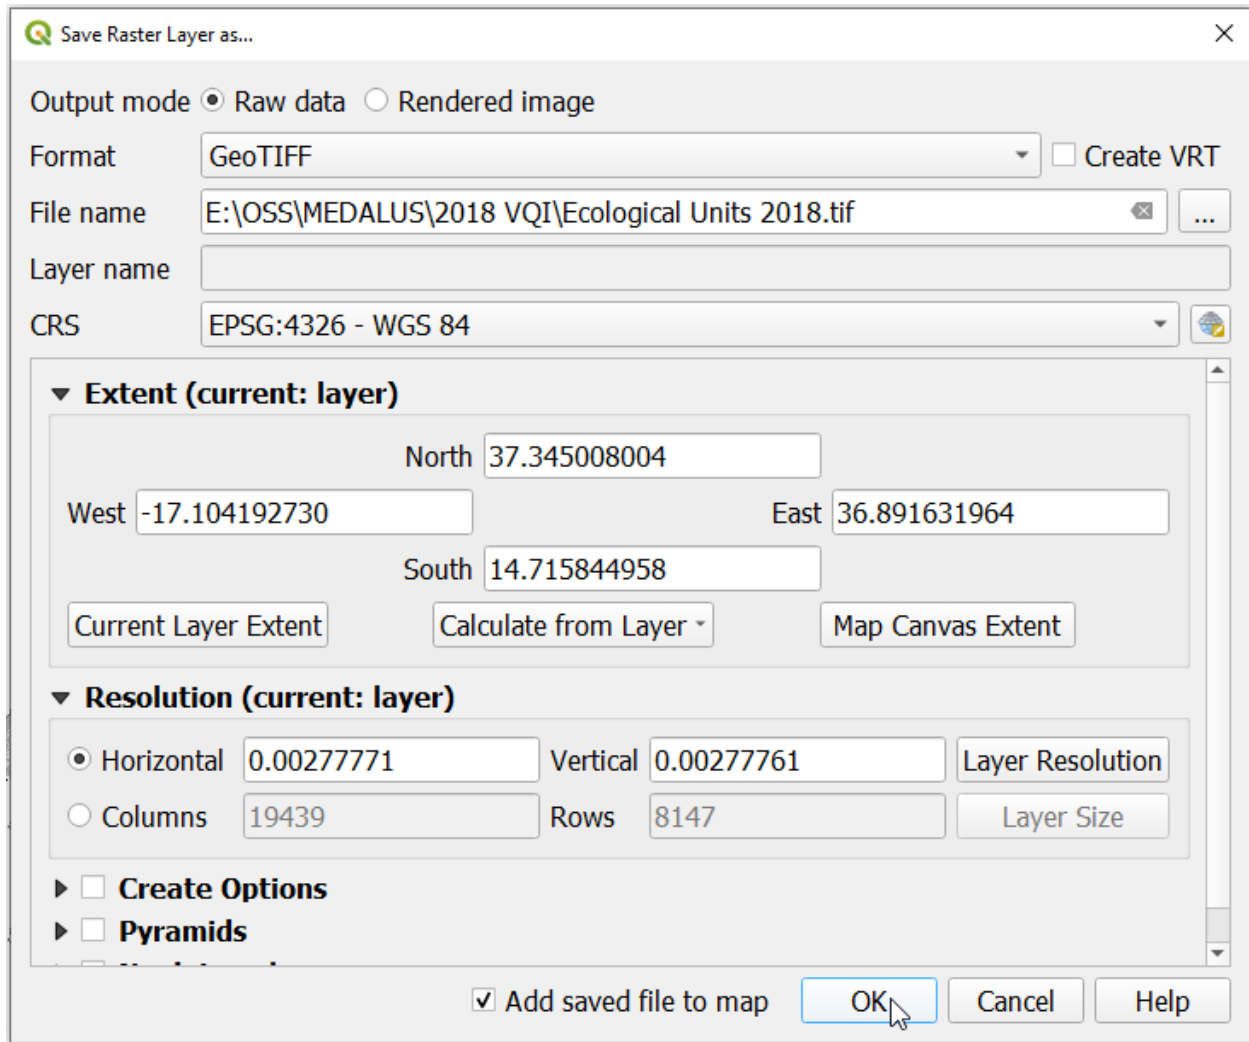 Save Raster Layer as...
Output mode Raw data Rendered image
Format GeoTIFF Create VRT
File name E:\OSS\MEDALUS\2018 VQI\Ecological Units 2018.tif ...
Layer name
CRS EPSG:4326 - WGS 84
Extent (current: layer)
North 37.345008004
West -17.104192730 East 36.891631964
South 14.715844958
Current Layer Extent Calculate from Layer Map Canvas Extent
Resolution (current: layer)
Horizontal 0.00277771 Vertical 0.00277761 Layer Resolution
Columns 19439 Rows 8147 Layer Size
Create Options
Pyramids
Add saved file to map OK Cancel Help